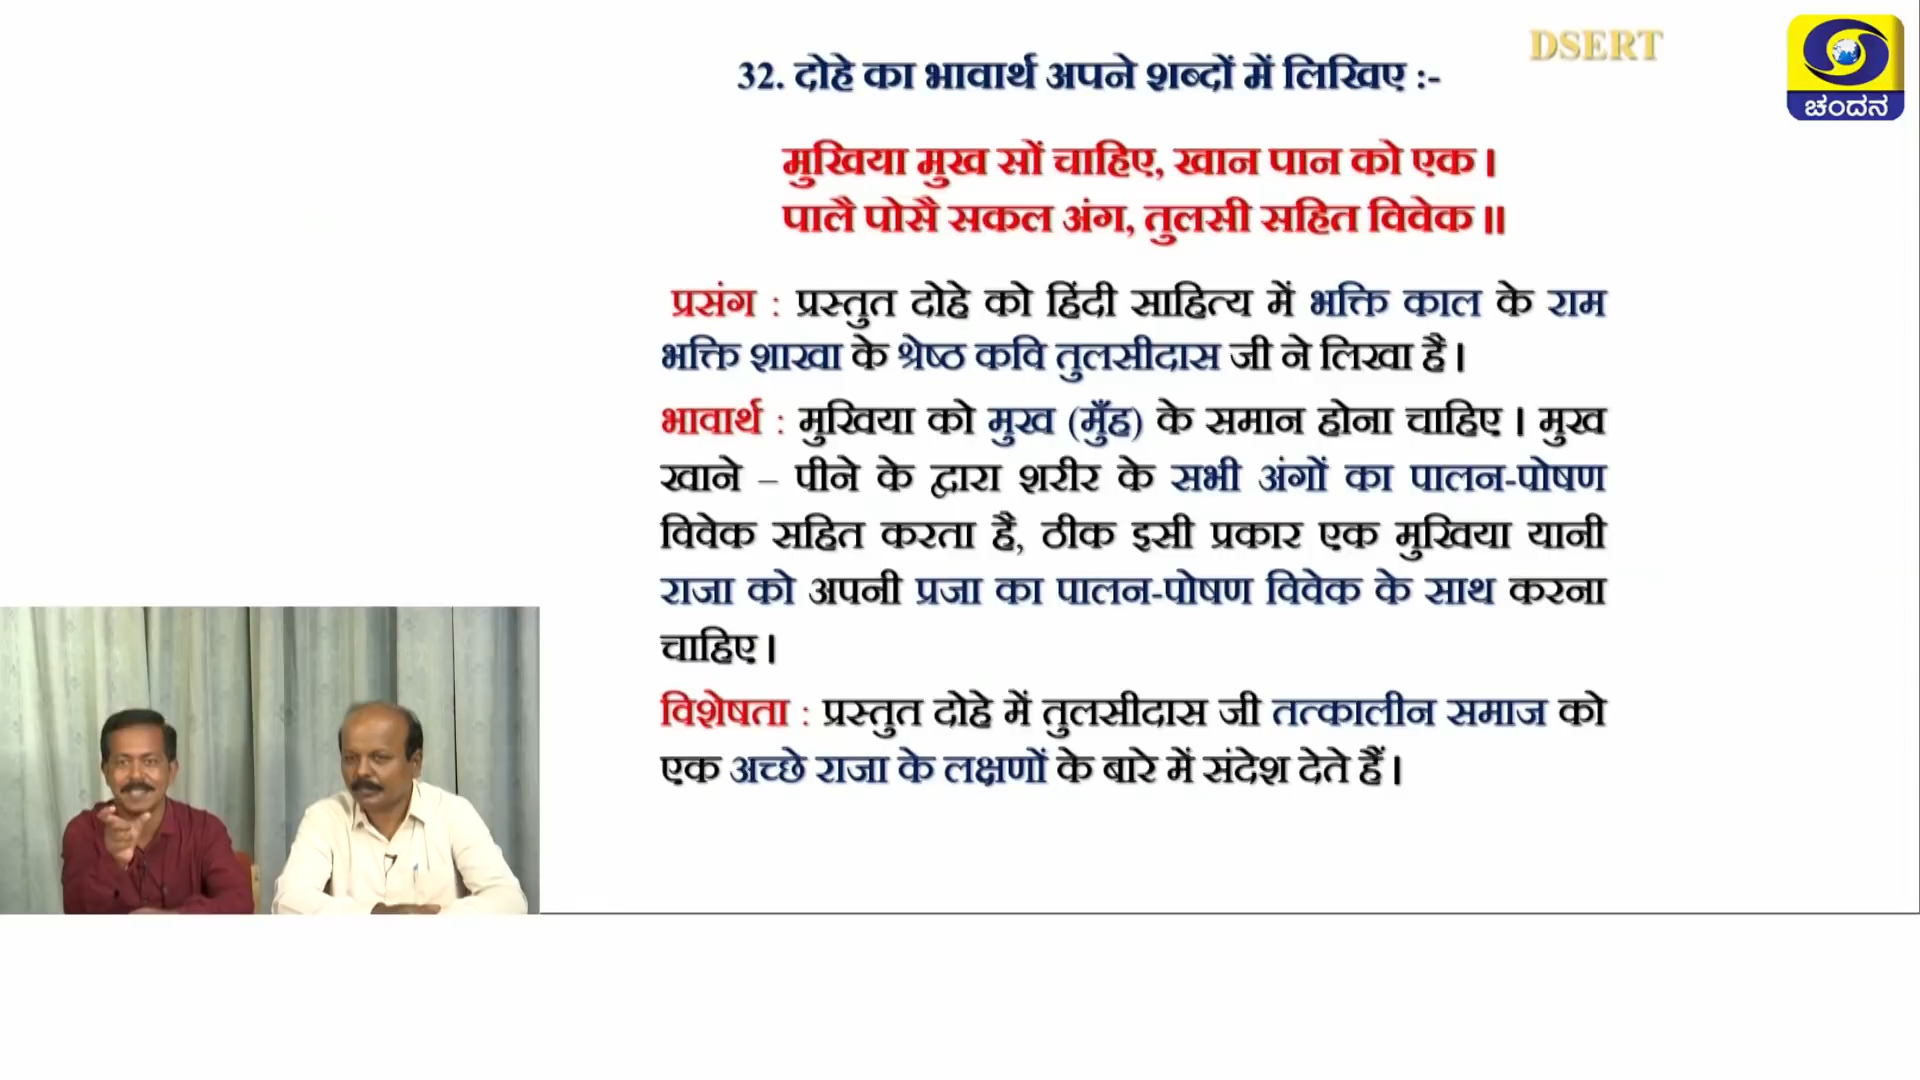 DSERT
ಚಂದನ
32. दोहे का भावार्थ अपने शब्दों में लिखिए :-
मुखिया मुख सों चाहिए, खान पान को एक।
पालै पोसै सकल अंग, तुलसी सहित विवेक॥
प्रसंग : प्रस्तुत दोहे को हिंदी साहित्य में भक्ति काल के राम
भक्ति शाखा के श्रेष्ठ कवि तुलसीदास जी ने लिखा है।
भावार्थ : मुखिया को मुख (मुँह) के समान होना चाहिए। मुख
खाने – पीने के द्वारा शरीर के सभी अंगों का पालन-पोषण
विवेक सहित करता है, ठीक इसी प्रकार एक मुखिया यानी
राजा को अपनी प्रजा का पालन-पोषण विवेक के साथ करना
चाहिए।
विशेषता : प्रस्तुत दोहे में तुलसीदास जी तत्कालीन समाज को
एक अच्छे राजा के लक्षणों के बारे में संदेश देते हैं।